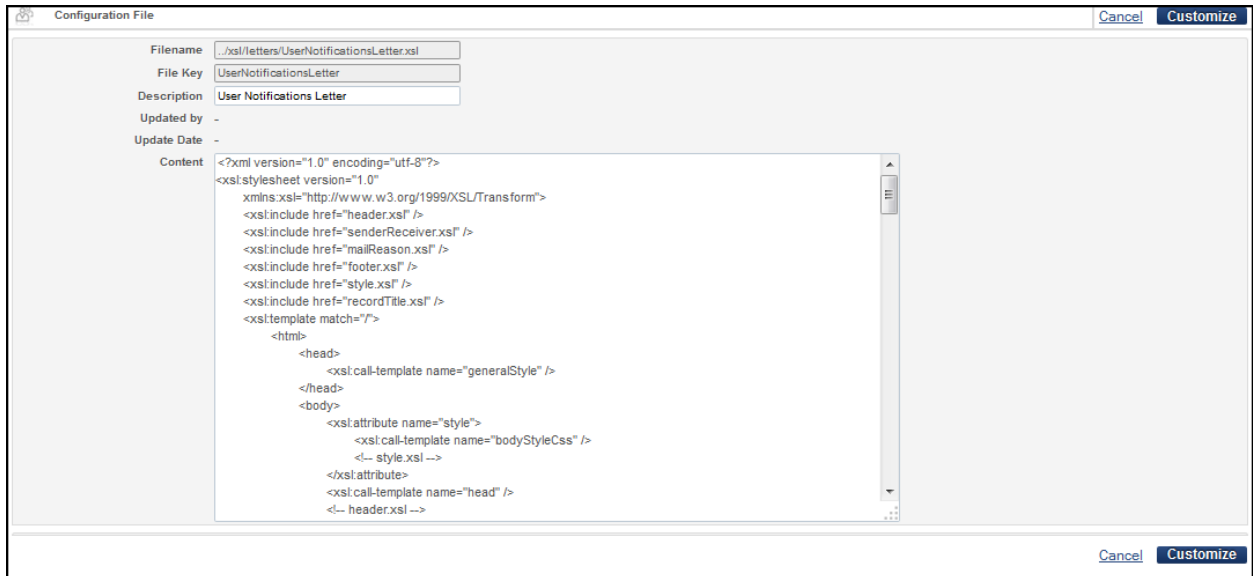 Configuration File
Cancel Customize
Filename ../xsl/letters/UserNotificationsLetter.xsl
File Key UserNotificationsLetter
Description User Notifications Letter
Updated by -
Update Date -
Content <?xml version="1.0" encoding="utf-8"?>
<xsl:stylesheet version="1.0"
xmlns:xsl="http://www.w3.org/1999/XSL/Transform">
<xsl:include href="header.xsl" />
<xsl:include href="senderReceiver.xsl" />
<xsl:include href="mailReason.xsl" />
<xsl:include href="footer.xsl" />
<xsl:include href="style.xsl" />
<xsl:include href="recordTitle.xsl" />
<xsl:template match="/">
<html>
<head>
<xsl:call-template name="generalStyle" />
</head>
<body>
<xsl:attribute name="style">
<xsl:call-template name="bodyStyleCss" />
<!-- style.xsl -->
</xsl:attribute>
<xsl:call-template name="head" />
<!-- header.xsl -->
Cancel Customize